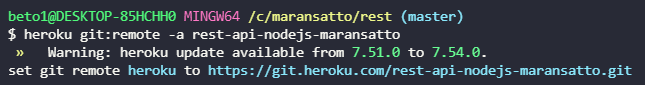 beto1@DESKTOP-85HCHH0 MINGW64 /c/maransatto/rest (master)
$ heroku git:remote -a rest-api-nodejs-maransatto
» Warning: heroku update available from 7.51.0 to 7.54.0.
set git remote heroku to https://git.heroku.com/rest-api-nodejs-maransatto.git